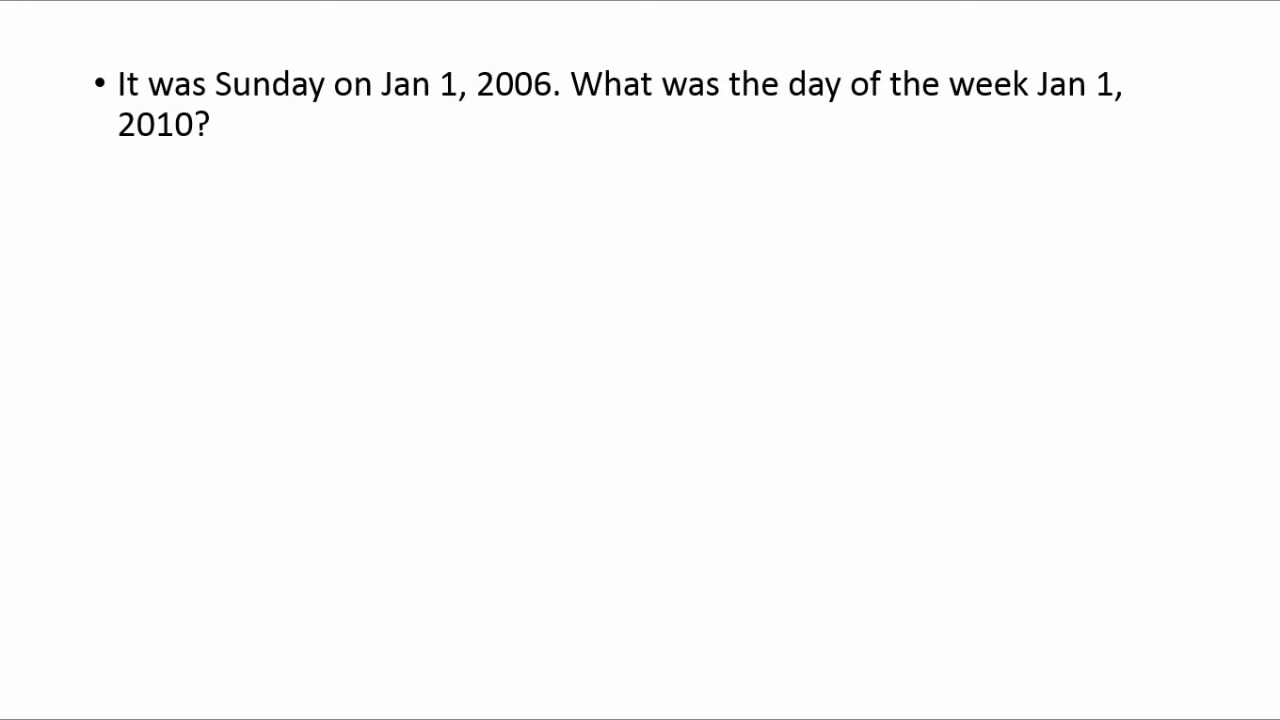 • It was Sunday on Jan 1, 2006. What was the day of the week Jan 1,
2010?